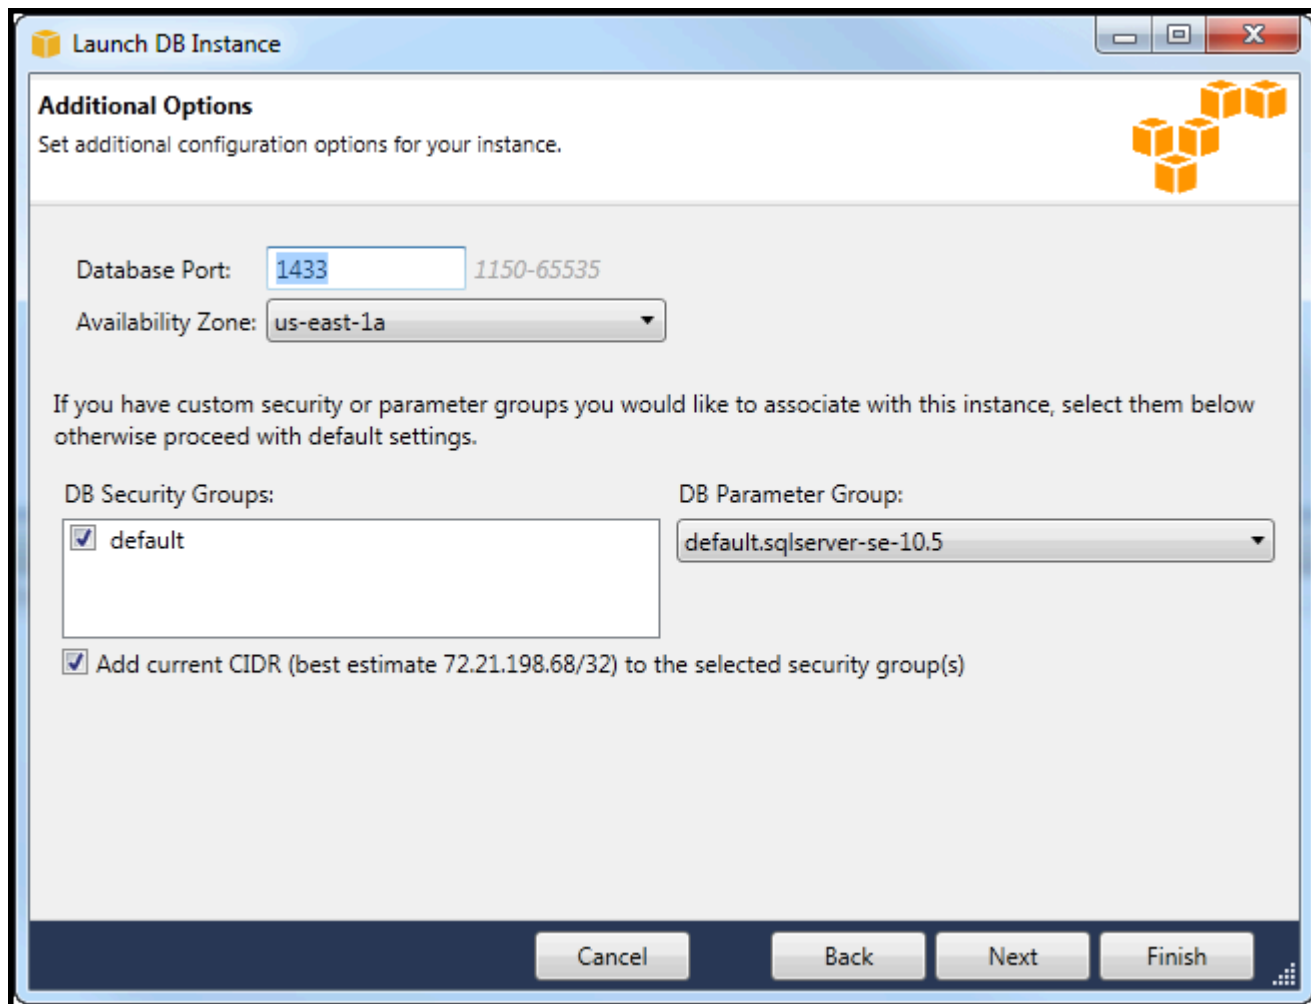 Launch DB Instance
Additional Options
Set additional configuration options for your instance.
Database Port: 1433 1150-65535
Availability Zone: us-east-1a
If you have custom security or parameter groups you would like to associate with this instance, select them below
otherwise proceed with default settings.
DB Security Groups: DB Parameter Group:
default default.sqlserver-se-10.5
Add current CIDR (best estimate 72.21.198.68/32) to the selected security group(s)
Cancel Back Next Finish